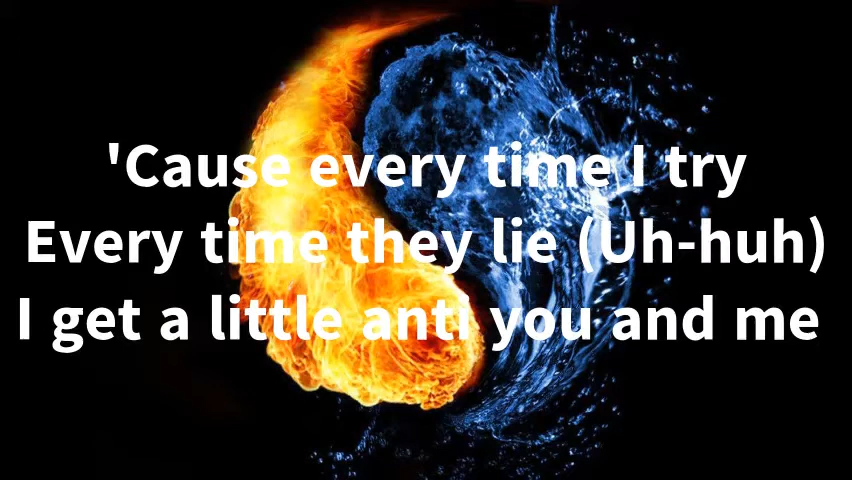 'Cause every time I try
Every time they lie (Uh-huh)
I get a little anti you and me